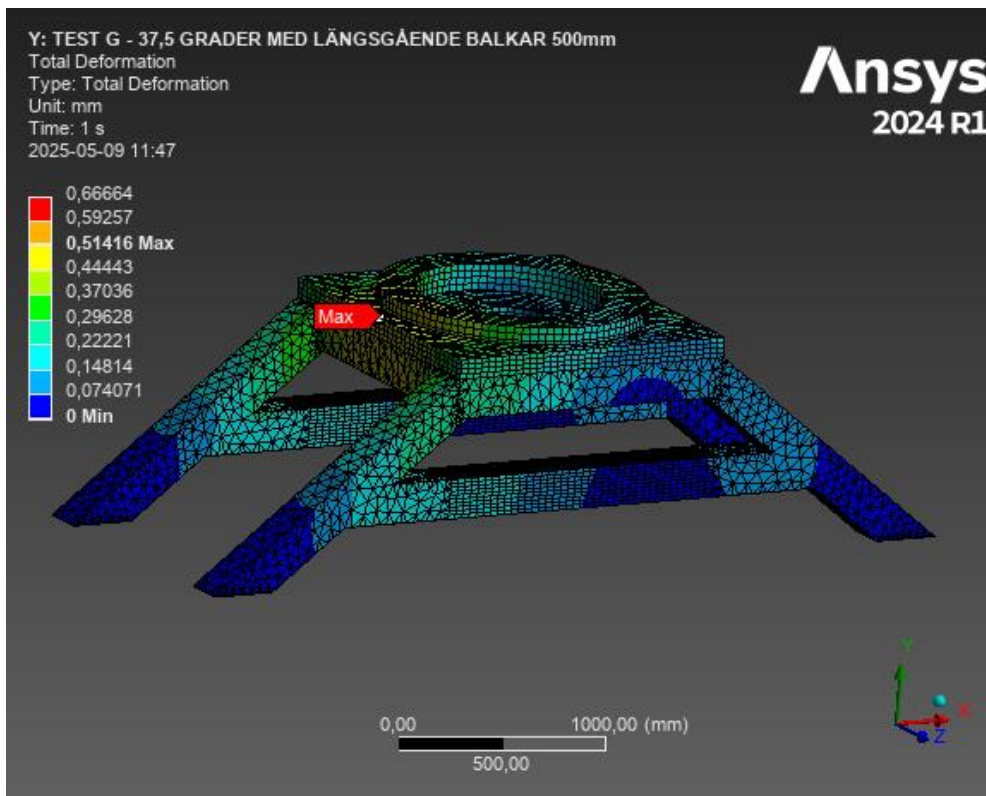 Y: TEST G - 37,5 GRADER MED LÄNGSGÅENDE BALKAR 500mm
Total Deformation
Type: Total Deformation
Unit: mm
Time: 1 s
2025-05-09 11:47
Ansys
2024 R1
0,66664
0,59257
0,51416 Max
0,44443
0,37036
0,29628
0,22221
0,14814
0,074071
0 Min
Max
0,00
1000,00 (mm)
500,00
Y
X
Z